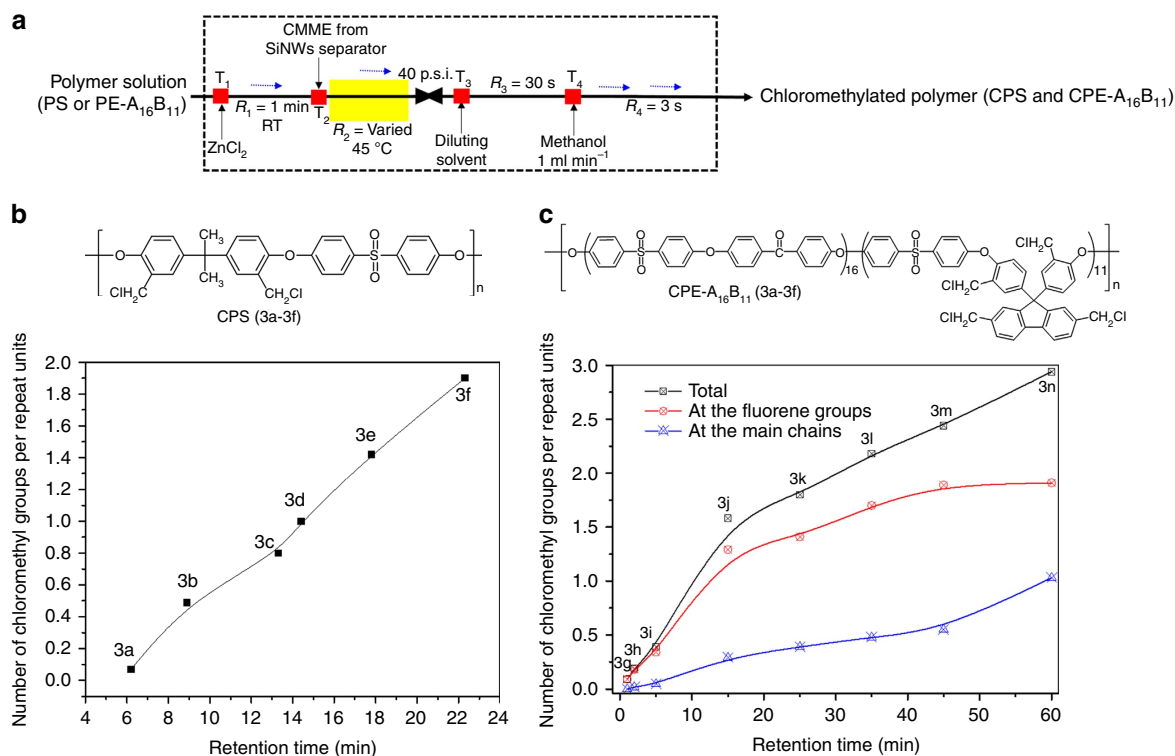 a
CMME from
SiNWs separator
Polymer solution
(PS or PE-A₁₆B₁₁)
T₁
R₁ = 1 min
RT
ZnCl₂
T₂
R₂ = Varied
45 °C
40 p.s.i.
T₃
Diluting
solvent
R₃ = 30 s
T₄
Methanol
1 ml min⁻¹
R₄ = 3 s
Chloromethylated polymer (CPS and CPE-A₁₆B₁₁)
b
O
CH₃
CH₃
ClH₂C
CH₂Cl
O
O
S
O
O
n
CPS (3a-3f)
Number of chloromethyl groups per repeat units
2.0
1.8
1.6
1.4
1.2
1.0
0.8
0.6
0.4
0.2
0.0
3a
3b
3c
3d
3e
3f
4
6
8
10
12
14
16
18
20
22
24
Retention time (min)
c
O
O
S
O
O
O
O
16
O
S
O
O
ClH₂C
O
11
n
ClH₂C
ClH₂C
CH₂Cl
CPE-A₁₆B₁₁ (3a-3f)
Number of chloromethyl groups per repeat units
3.0
2.5
2.0
1.5
1.0
0.5
0.0
Total
At the fluorene groups
At the main chains
3g
3h
3i
3j
3k
3l
3m
3n
0
10
20
30
40
50
60
Retention time (min)